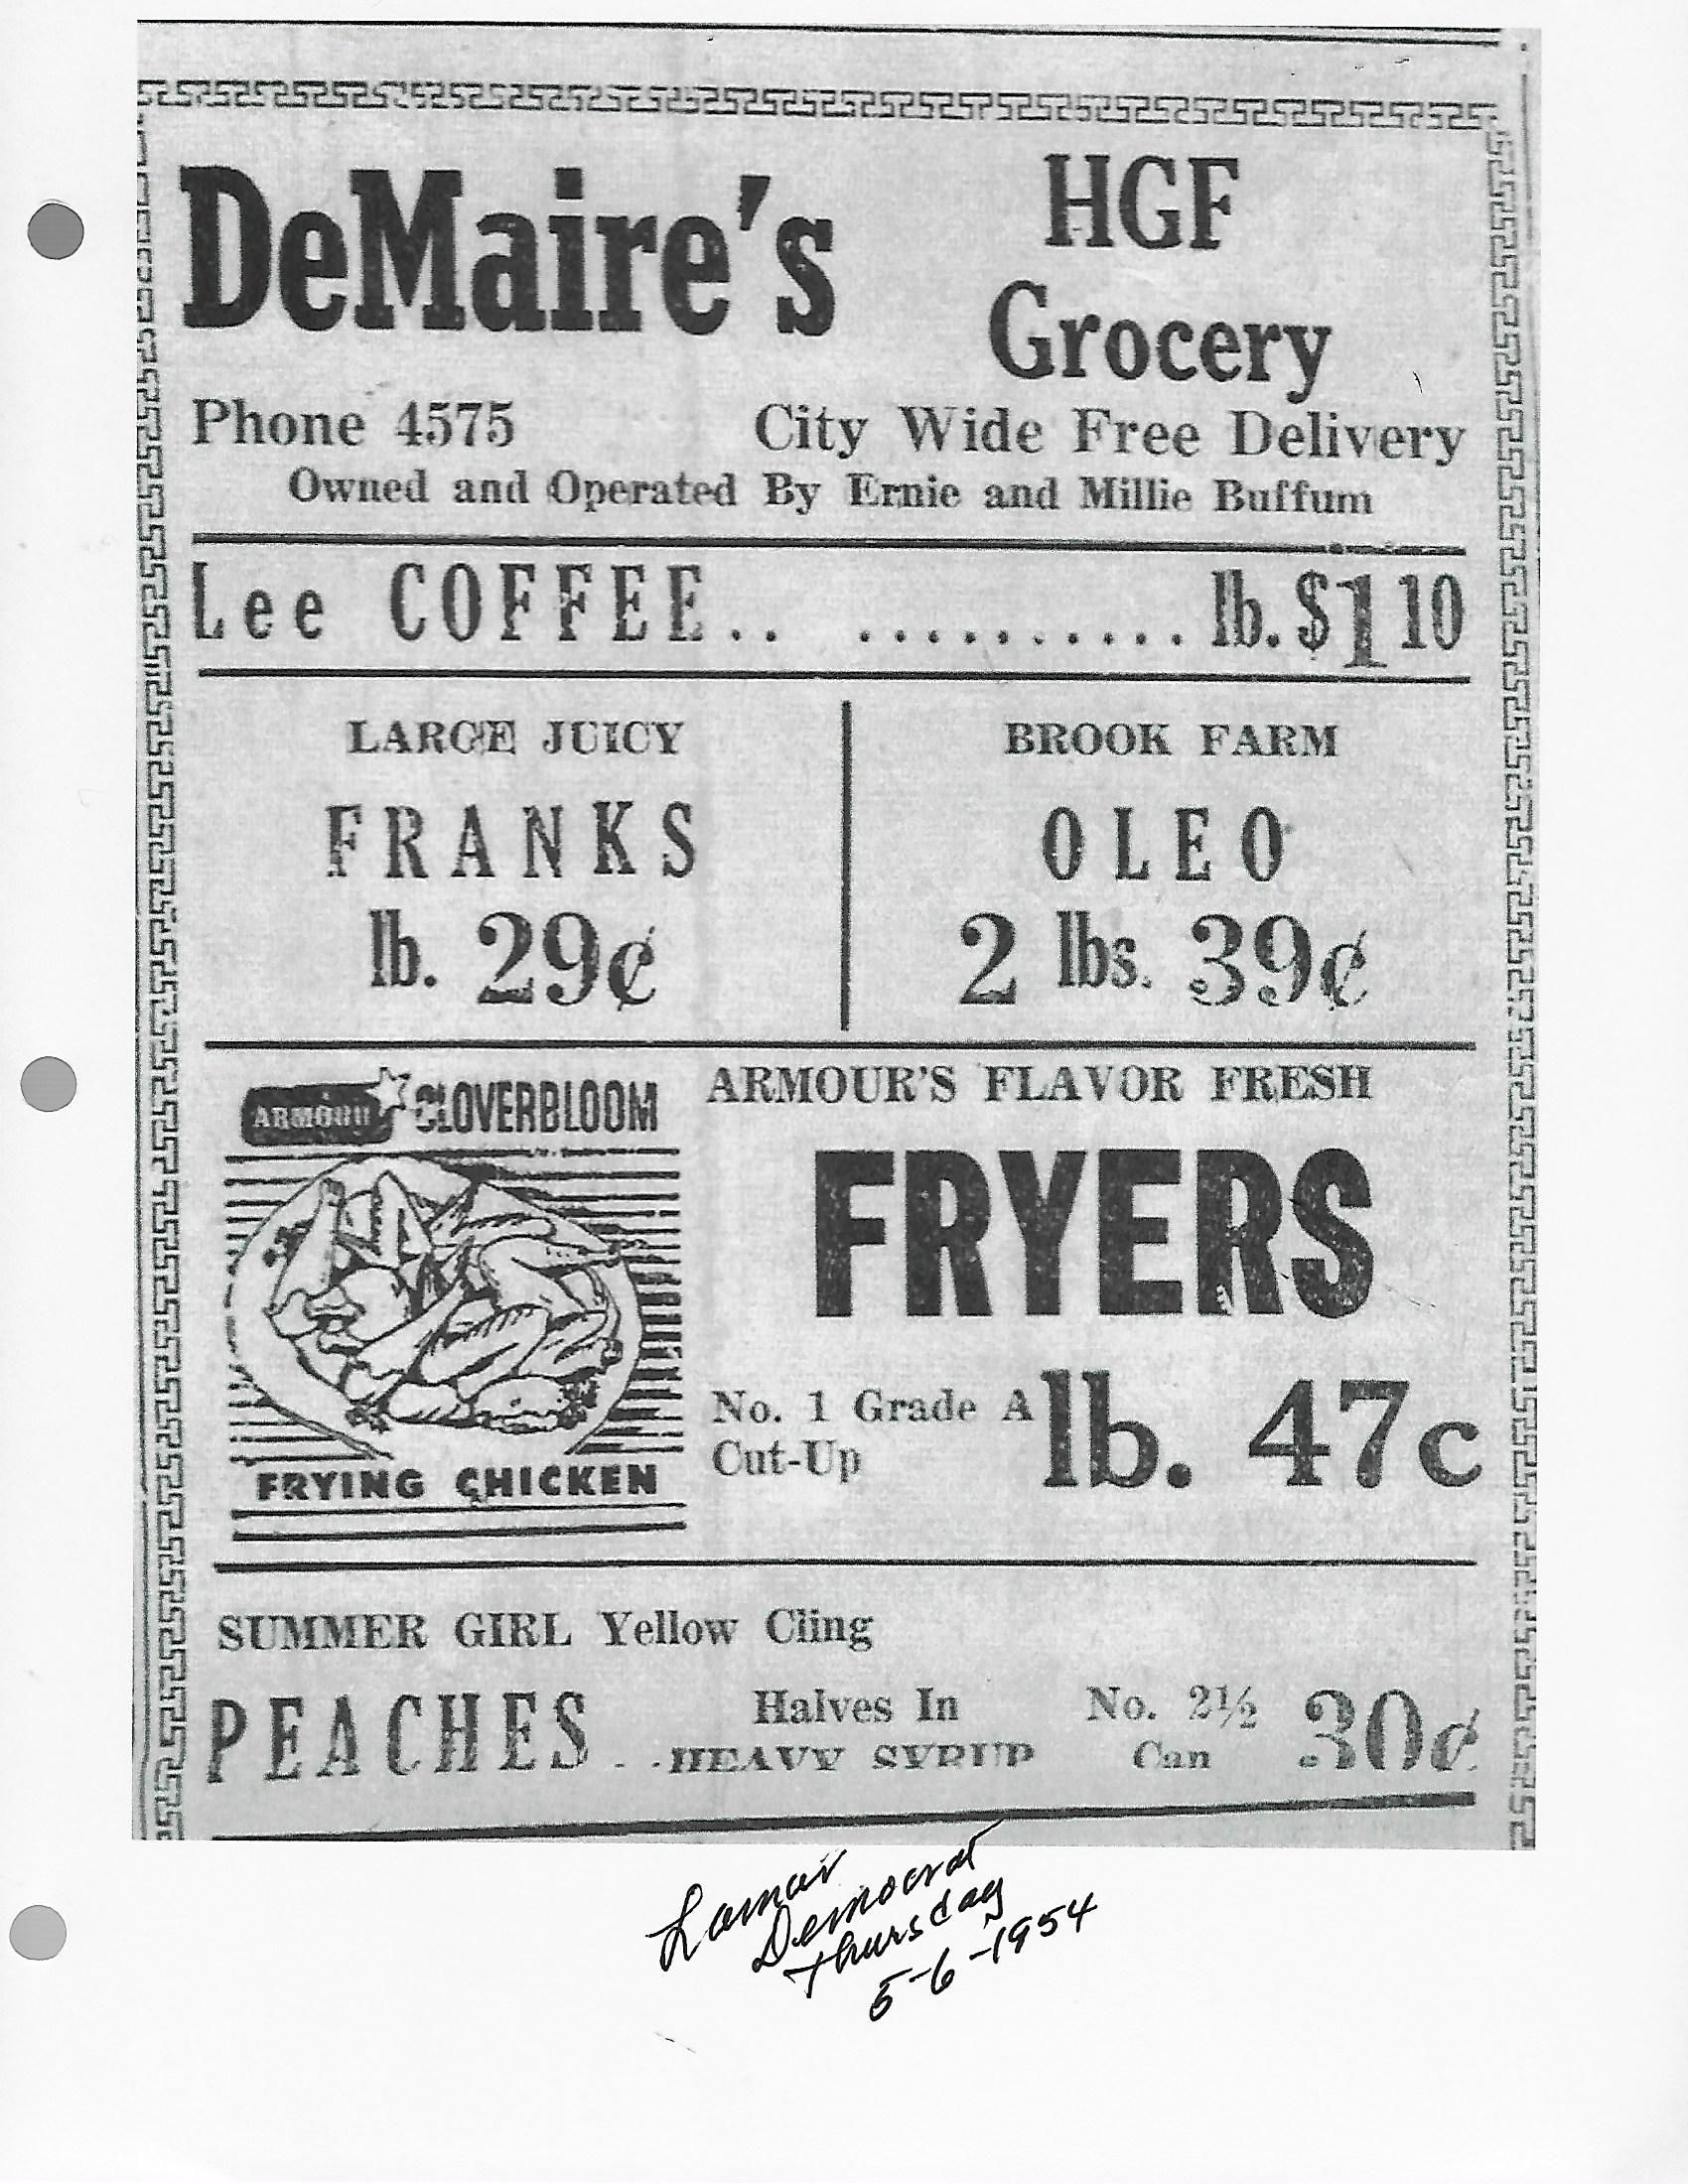 DeMaire's
HGF
Grocery
Phone 4575 City Wide Free Delivery
Owned and Operated By Ernie and Millie Buffum
Lee COFFEE.. .......... lb. $1 10
LARGE JUICY
FRANKS
lb. 29¢
BROOK FARM
OLEO
2 lbs. 39¢
ARMOUR CLOVERBLOOM
FRYING CHICKEN
ARMOUR'S FLAVOR FRESH
FRYERS
No. 1 Grade A
Cut-Up
lb. 47c
SUMMER GIRL Yellow Cling
PEACHES
Halves In
HEAVY SYRUP
No. 2½
Can
30¢
Lamar
Democrat
Thursday
5-6-1954